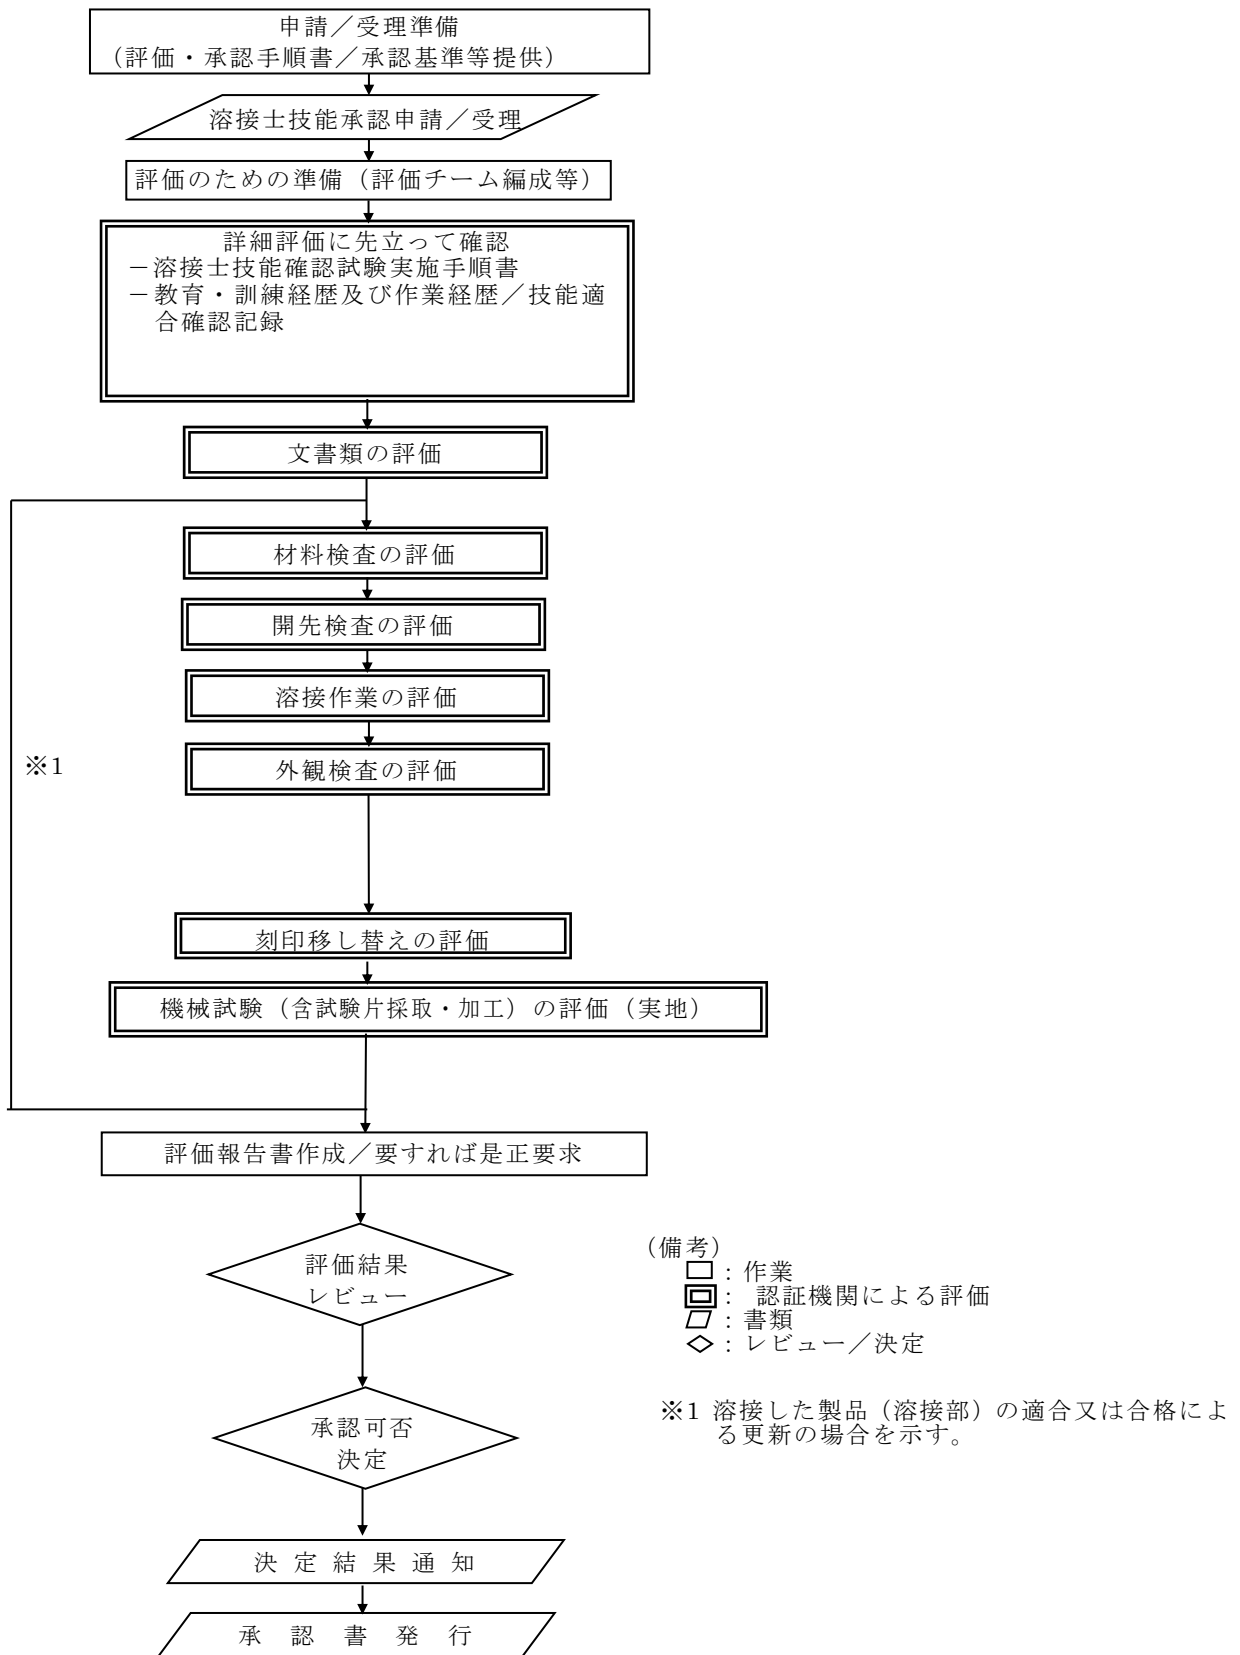 申請／受理準備
（評価・承認手順書／承認基準等提供）
溶接士技能承認申請／受理
評価のための準備（評価チーム編成等）
詳細評価に先立って確認
－溶接士技能確認試験実施手順書
－教育・訓練経歴及び作業経歴／技能適
合確認記録
文書類の評価
材料検査の評価
開先検査の評価
溶接作業の評価
外観検査の評価
※1
刻印移し替えの評価
機械試験（含試験片採取・加工）の評価（実地）
評価報告書作成／要すれば是正要求
評価結果
レビュー
（備考）
：作業
： 認証機関による評価
：書類
：レビュー／決定
※1 溶接した製品（溶接部）の適合又は合格によ
る更新の場合を示す。
承認可否
決定
決 定 結 果 通 知
承 認 書 発 行